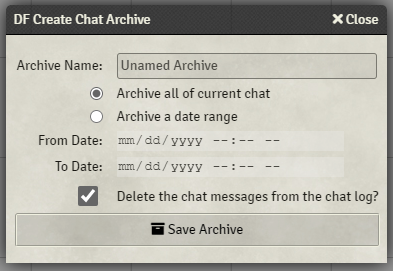 DF Create Chat Archive
Close
Archive Name: Unnamed Archive
Archive all of current chat
Archive a date range
From Date: mm/dd/yyyy --:-- --
To Date: mm/dd/yyyy --:-- --
Delete the chat messages from the chat log?
Save Archive